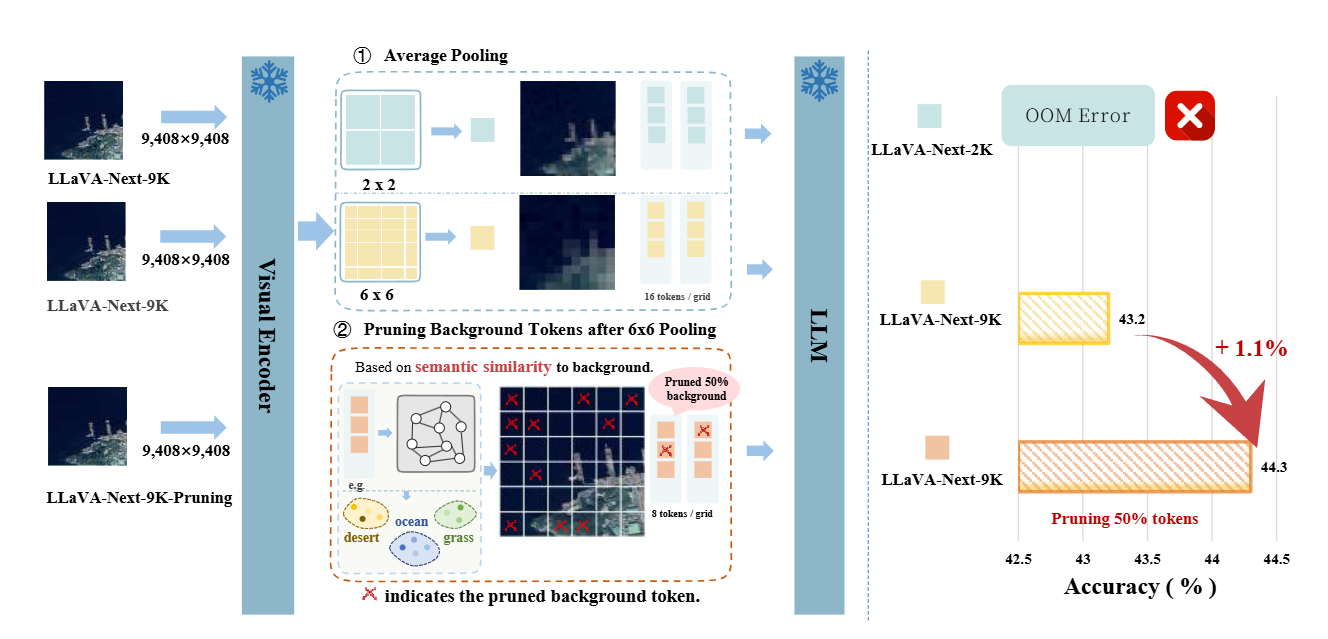 ① Average Pooling
9,408×9,408
LLaVA-Next-9K
9,408×9,408
LLaVA-Next-9K
9,408×9,408
LLaVA-Next-9K-Pruning
Visual Encoder
2 x 2
6 x 6
16 tokens / grid
② Pruning Background Tokens after 6x6 Pooling
Based on semantic similarity to background.
Pruned 50%
background
e.g.
desert
ocean
grass
8 tokens / grid
indicates the pruned background token.
LLM
OOM Error
LLaVA-Next-2K
LLaVA-Next-9K
43.2
+ 1.1%
LLaVA-Next-9K
44.3
Pruning 50% tokens
42.5 43 43.5 44 44.5
Accuracy ( % )